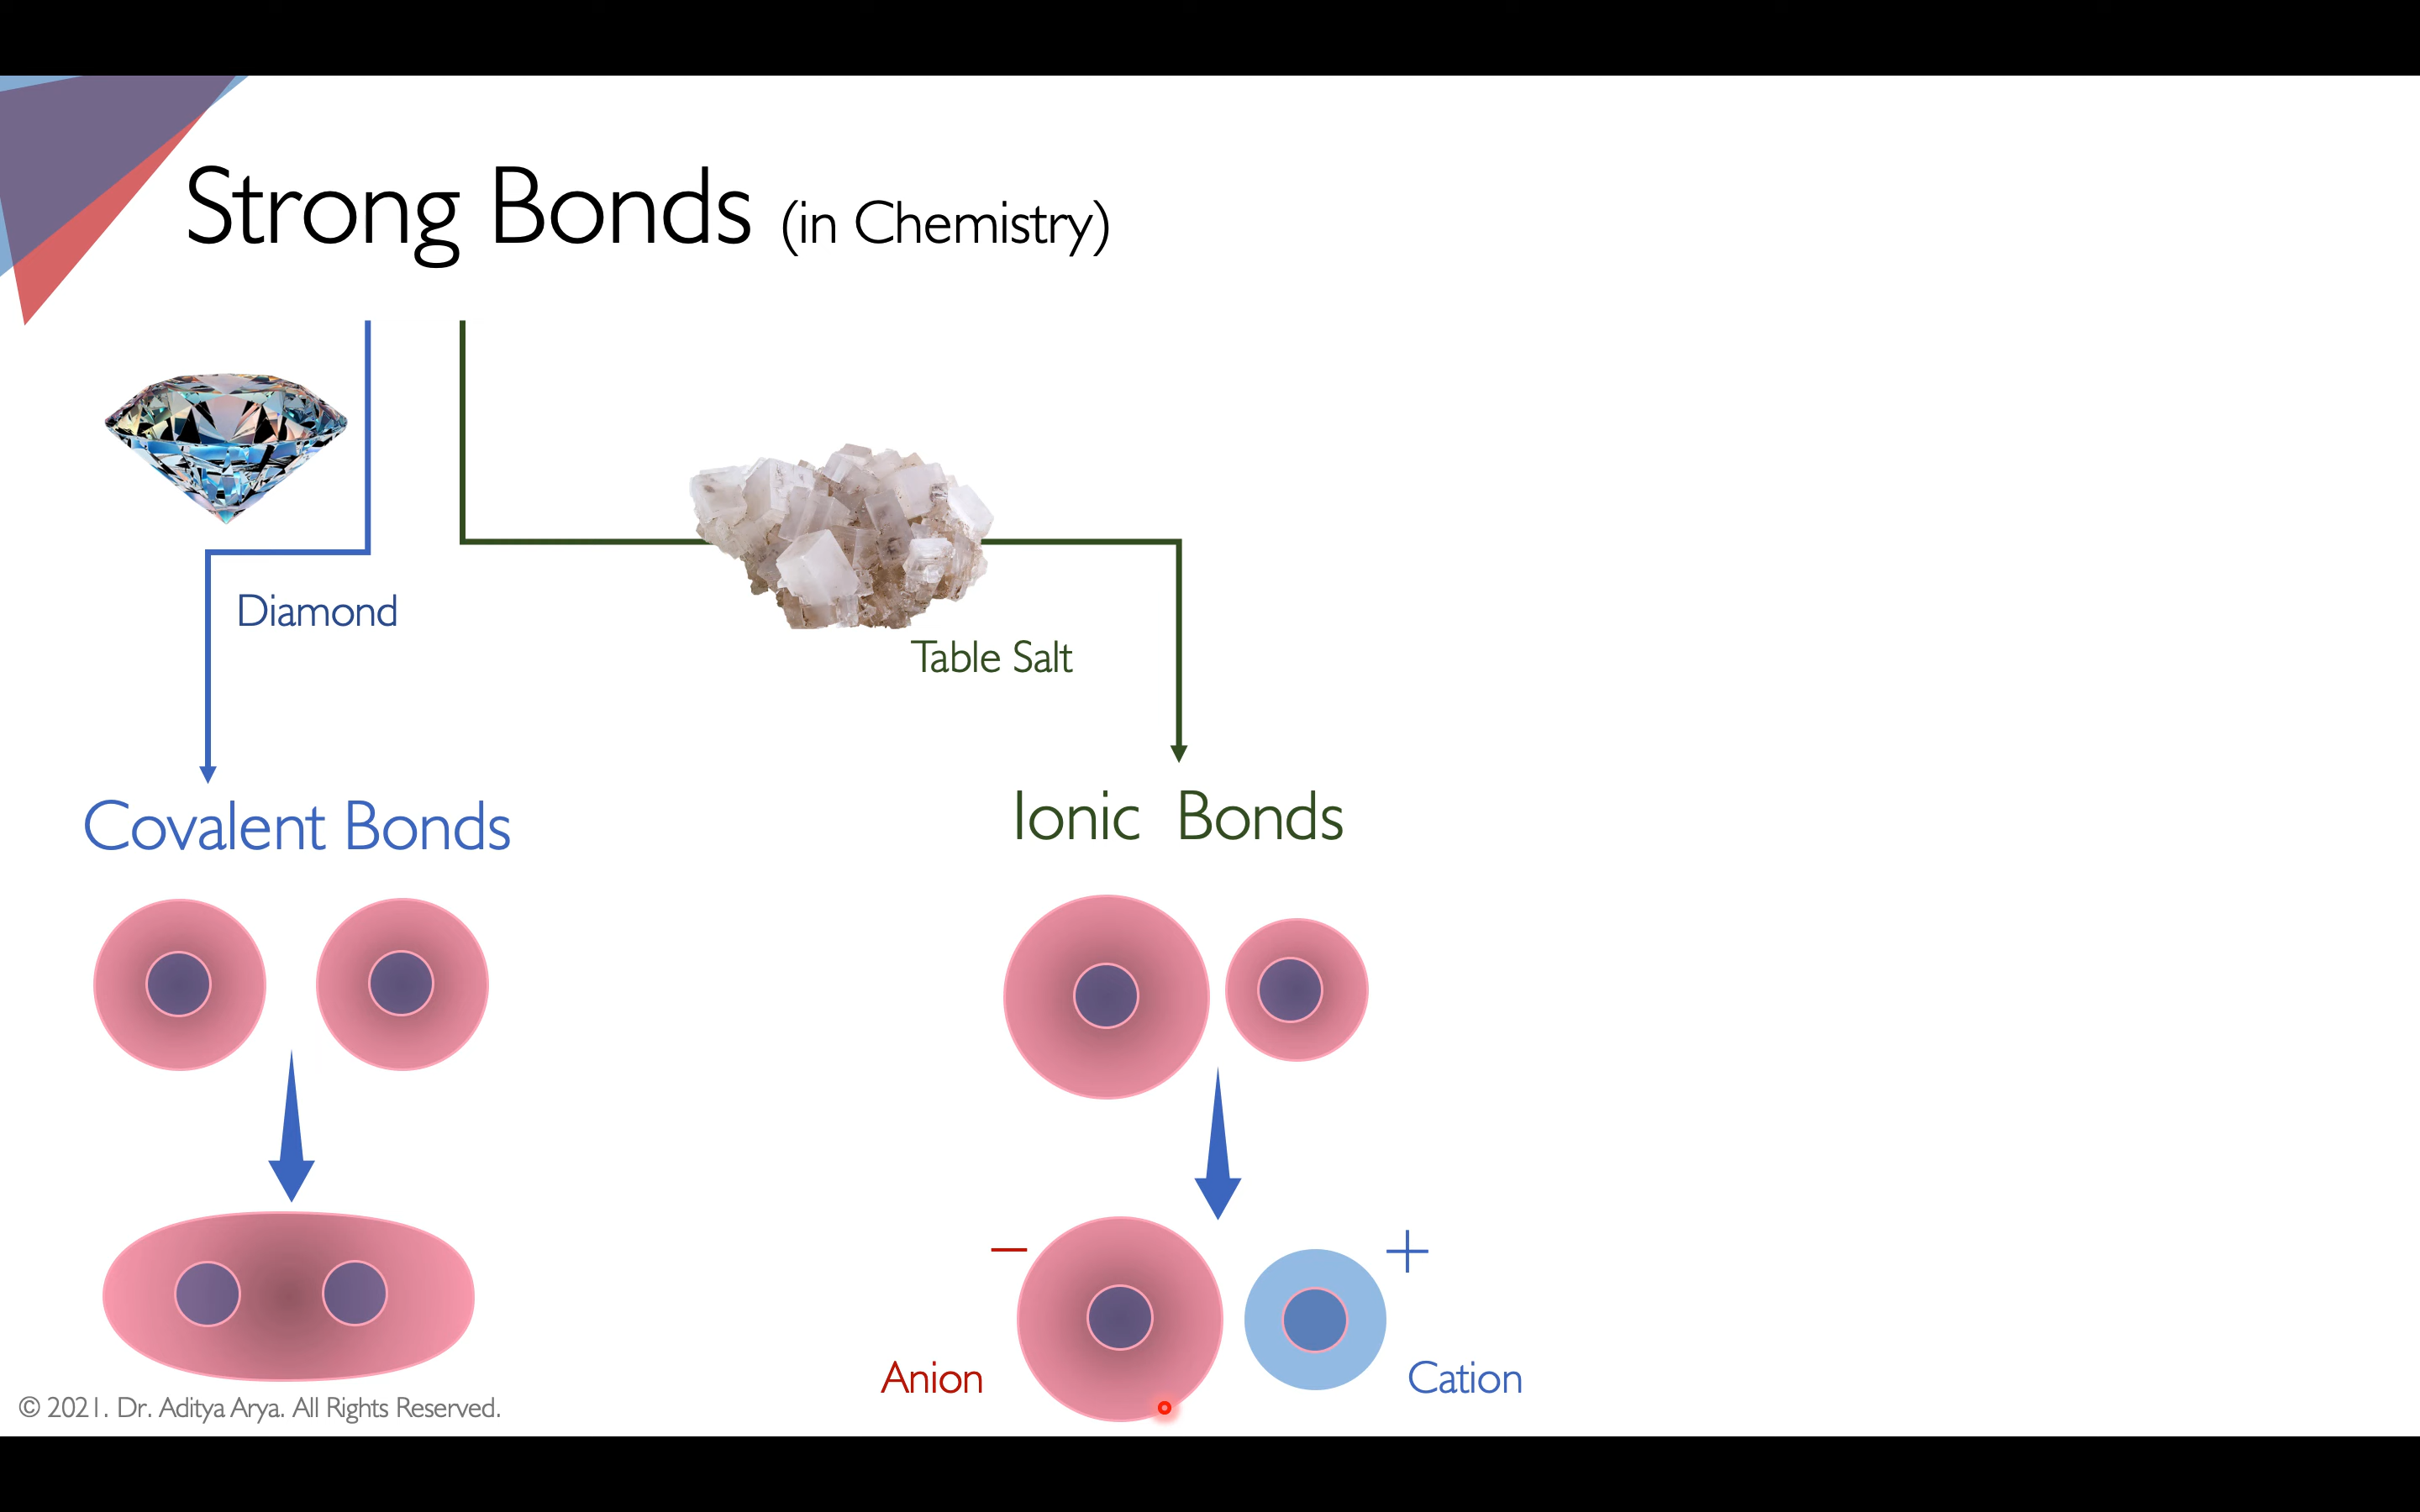 Strong Bonds (in Chemistry)
Diamond
Table Salt
Covalent Bonds
Ionic Bonds
−
+
Anion
Cation
© 2021. Dr. Aditya Arya. All Rights Reserved.